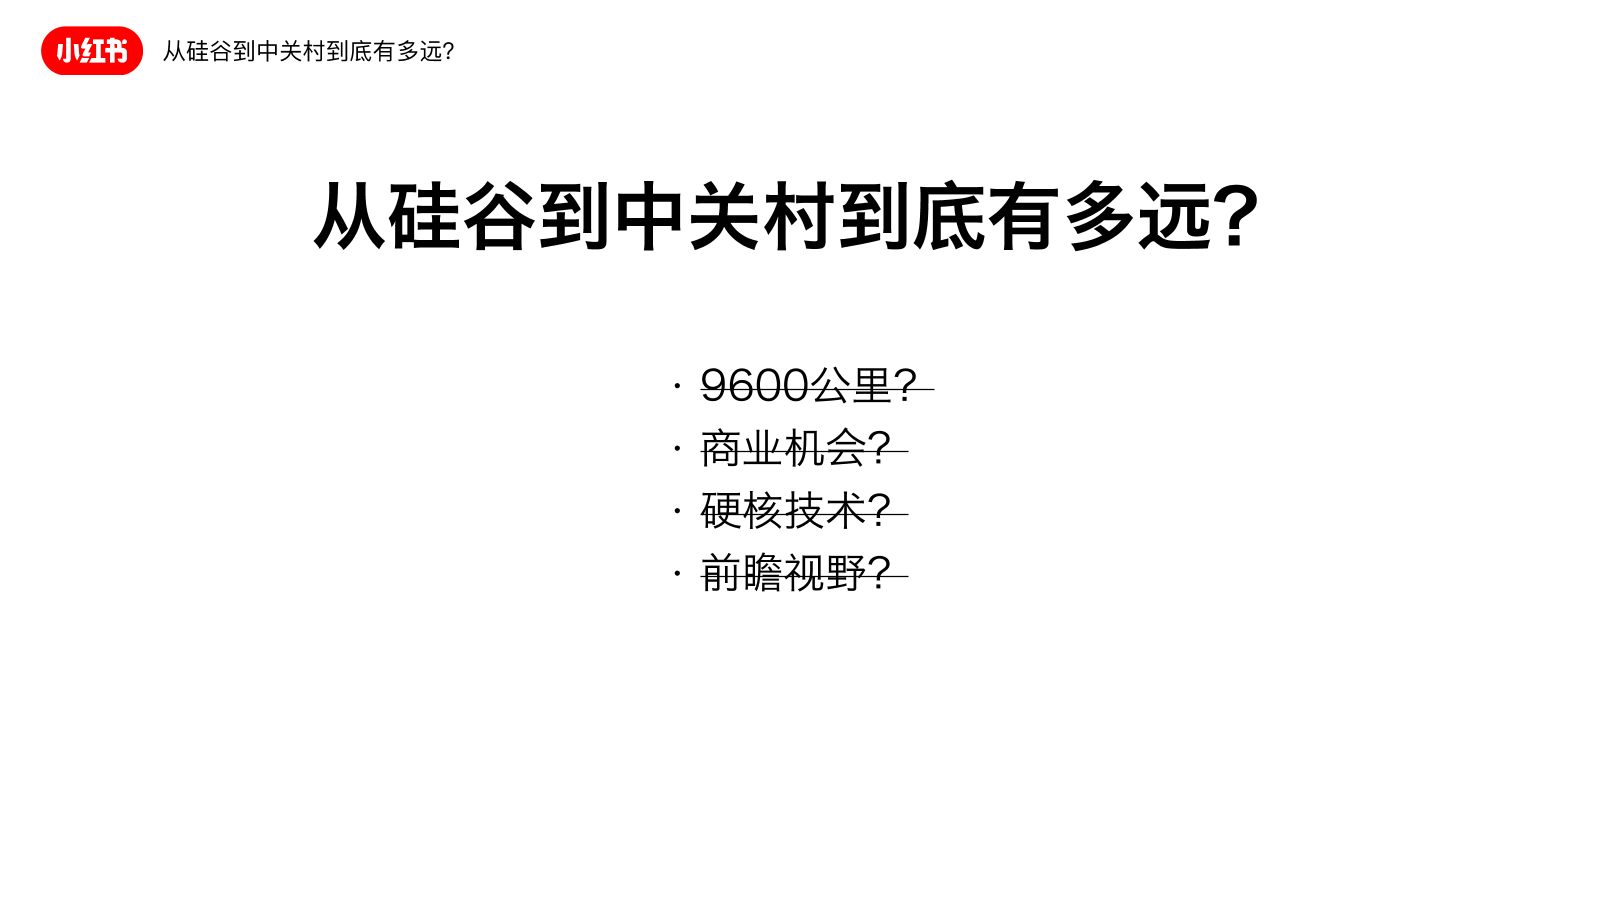 小红书 从硅谷到中关村到底有多远?
从硅谷到中关村到底有多远?
· 9600公里?
· 商业机会?
· 硬核技术?
· 前瞻视野?